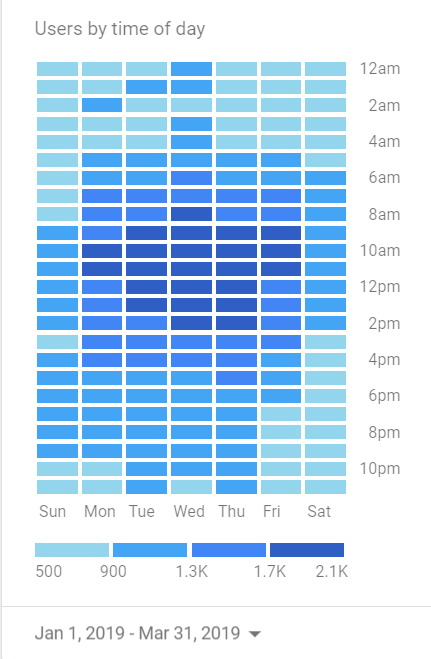 Users by time of day
12am
2am
4am
6am
8am
10am
12pm
2pm
4pm
6pm
8pm
10pm
Sun Mon Tue Wed Thu Fri Sat
500 900 1.3K 1.7K 2.1K
Jan 1, 2019 - Mar 31, 2019